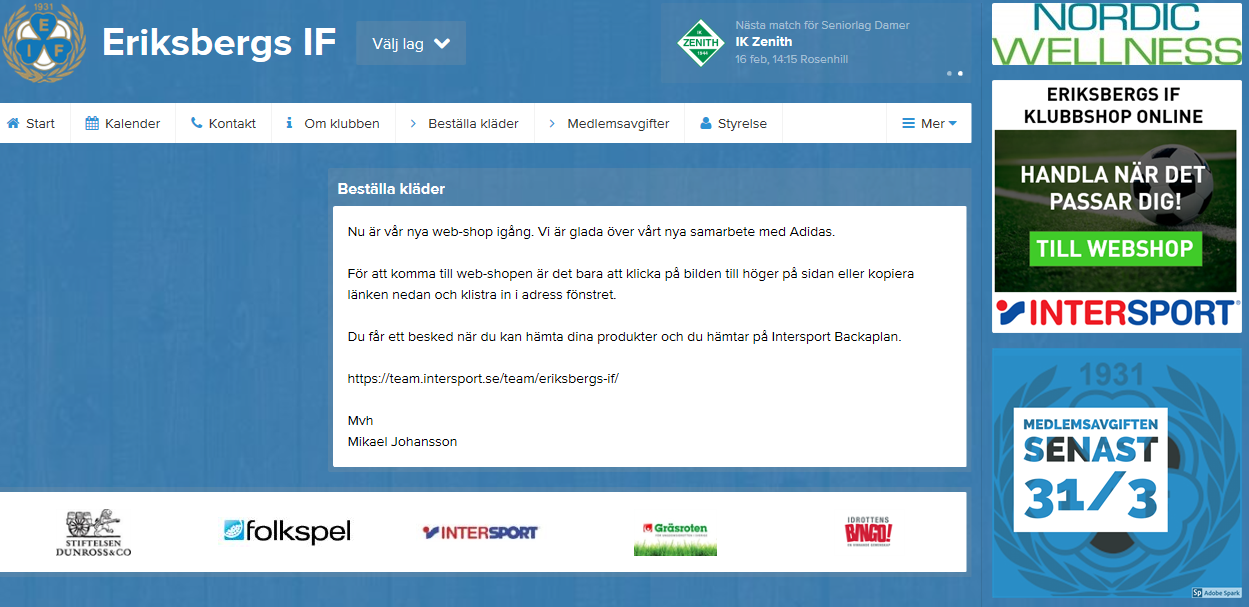 1931
E
I F
Eriksbergs IF
Välj lag
IK
ZENITH
Nästa match för Seniorlag Damer
IK Zenith
16 feb, 14:15 Rosenhill
NORDIC
WELLNESS
Start
Kalender
Kontakt
Om klubben
Beställa kläder
Medlemsavgifter
Styrelse
Mer
Beställa kläder
Nu är vår nya web-shop igång. Vi är glada över vårt nya samarbete med Adidas.
För att komma till web-shopen är det bara att klicka på bilden till höger på sidan eller kopiera
länken nedan och klistra in i adress fönstret.
Du får ett besked när du kan hämta dina produkter och du hämtar på Intersport Backaplan.
https://team.intersport.se/team/eriksbergs-if/
Mvh
Mikael Johansson
ERIKSBERGS IF
KLUBBSHOP ONLINE
HANDLA NÄR DET
PASSAR DIG!
TILL WEBSHOP
INTERSPORT
1931
MEDLEMSAVGIFTEN
SENAST
31/3
Sp Adobe Spark
STIFTELSEN
DUNROSS&CO
folkspel
INTERSPORT
Gräsroten
IDROTTENS
BINGO!